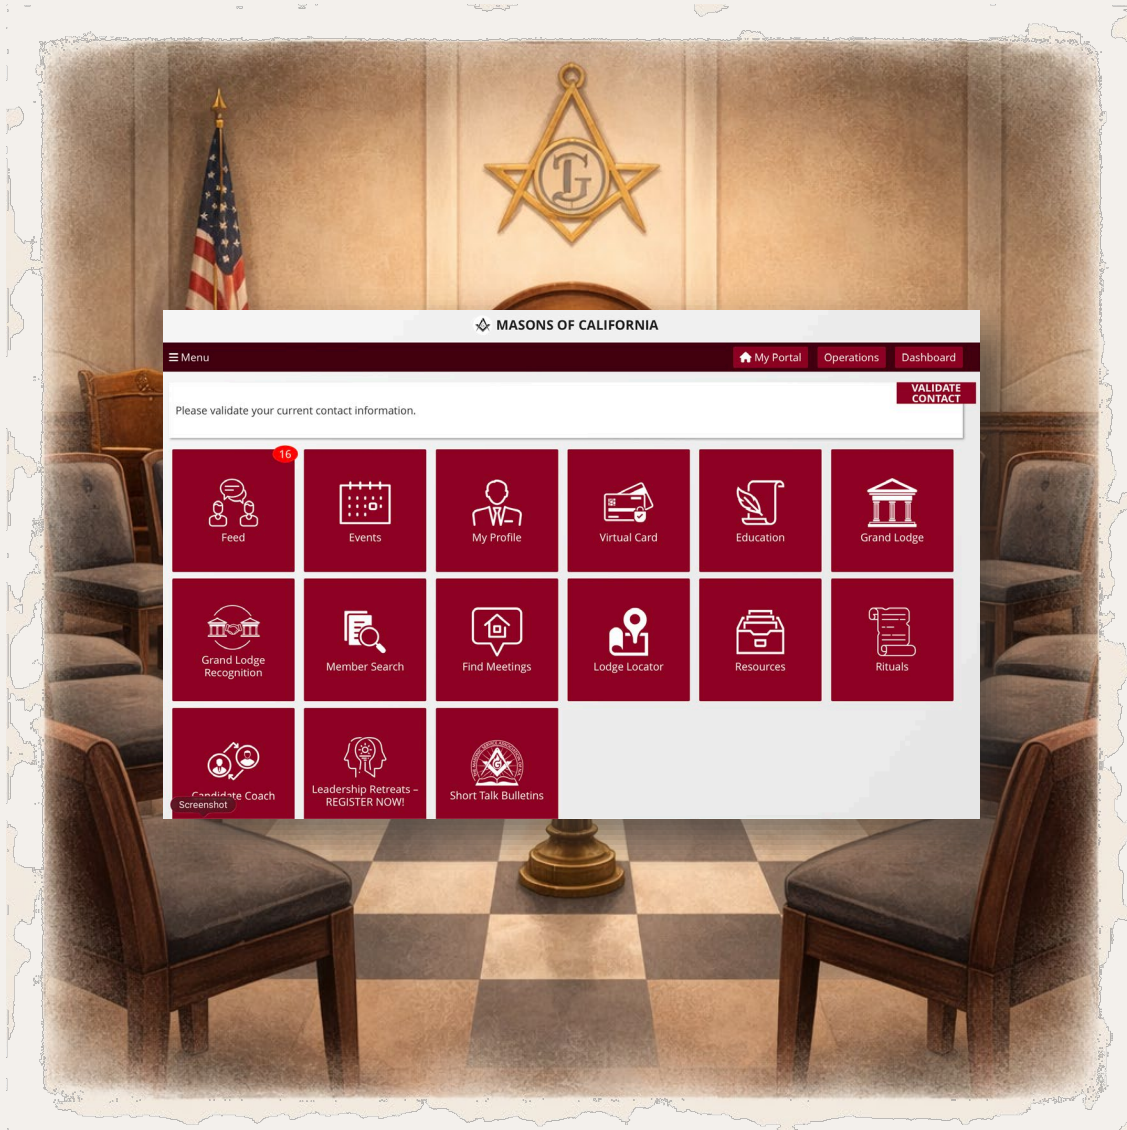 G
MASONS OF CALIFORNIA
Menu
My Portal
Operations
Dashboard
VALIDATE
CONTACT
Please validate your current contact information.
16
Feed
Events
My Profile
Virtual Card
Education
Grand Lodge
Grand Lodge
Recognition
Member Search
Find Meetings
Lodge Locator
Resources
Rituals
Candidate Coach
Leadership Retreats –
REGISTER NOW!
Short Talk Bulletins
Screenshot